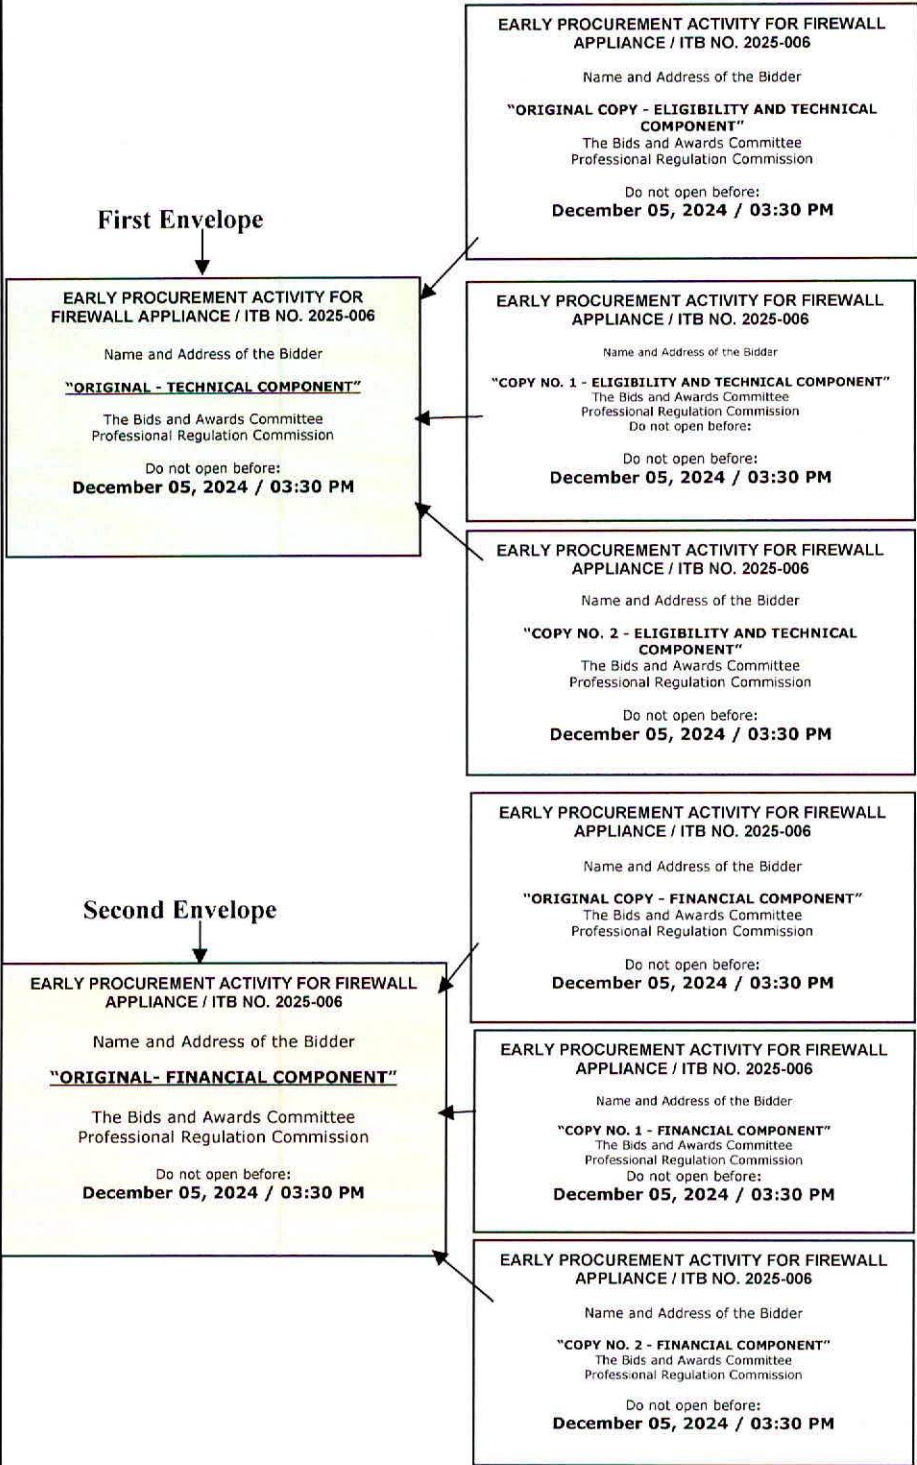 EARLY PROCUREMENT ACTIVITY FOR FIREWALL
APPLIANCE / ITB NO. 2025-006
Name and Address of the Bidder
"ORIGINAL COPY - ELIGIBILITY AND TECHNICAL
COMPONENT"
The Bids and Awards Committee
Professional Regulation Commission
Do not open before:
December 05, 2024 / 03:30 PM
First Envelope
EARLY PROCUREMENT ACTIVITY FOR
FIREWALL APPLIANCE / ITB NO. 2025-006
Name and Address of the Bidder
"ORIGINAL - TECHNICAL COMPONENT"
The Bids and Awards Committee
Professional Regulation Commission
Do not open before:
December 05, 2024 / 03:30 PM
EARLY PROCUREMENT ACTIVITY FOR FIREWALL
APPLIANCE / ITB NO. 2025-006
Name and Address of the Bidder
"COPY NO. 1 - ELIGIBILITY AND TECHNICAL COMPONENT"
The Bids and Awards Committee
Professional Regulation Commission
Do not open before:
Do not open before:
December 05, 2024 / 03:30 PM
EARLY PROCUREMENT ACTIVITY FOR FIREWALL
APPLIANCE / ITB NO. 2025-006
Name and Address of the Bidder
"COPY NO. 2 - ELIGIBILITY AND TECHNICAL
COMPONENT"
The Bids and Awards Committee
Professional Regulation Commission
Do not open before:
December 05, 2024 / 03:30 PM
EARLY PROCUREMENT ACTIVITY FOR FIREWALL
APPLIANCE / ITB NO. 2025-006
Name and Address of the Bidder
"ORIGINAL COPY - FINANCIAL COMPONENT"
The Bids and Awards Committee
Professional Regulation Commission
Do not open before:
December 05, 2024 / 03:30 PM
Second Envelope
EARLY PROCUREMENT ACTIVITY FOR FIREWALL
APPLIANCE / ITB NO. 2025-006
Name and Address of the Bidder
"ORIGINAL- FINANCIAL COMPONENT"
The Bids and Awards Committee
Professional Regulation Commission
Do not open before:
December 05, 2024 / 03:30 PM
EARLY PROCUREMENT ACTIVITY FOR FIREWALL
APPLIANCE / ITB NO. 2025-006
Name and Address of the Bidder
"COPY NO. 1 - FINANCIAL COMPONENT"
The Bids and Awards Committee
Professional Regulation Commission
Do not open before:
December 05, 2024 / 03:30 PM
EARLY PROCUREMENT ACTIVITY FOR FIREWALL
APPLIANCE / ITB NO. 2025-006
Name and Address of the Bidder
"COPY NO. 2 - FINANCIAL COMPONENT"
The Bids and Awards Committee
Professional Regulation Commission
Do not open before:
December 05, 2024 / 03:30 PM